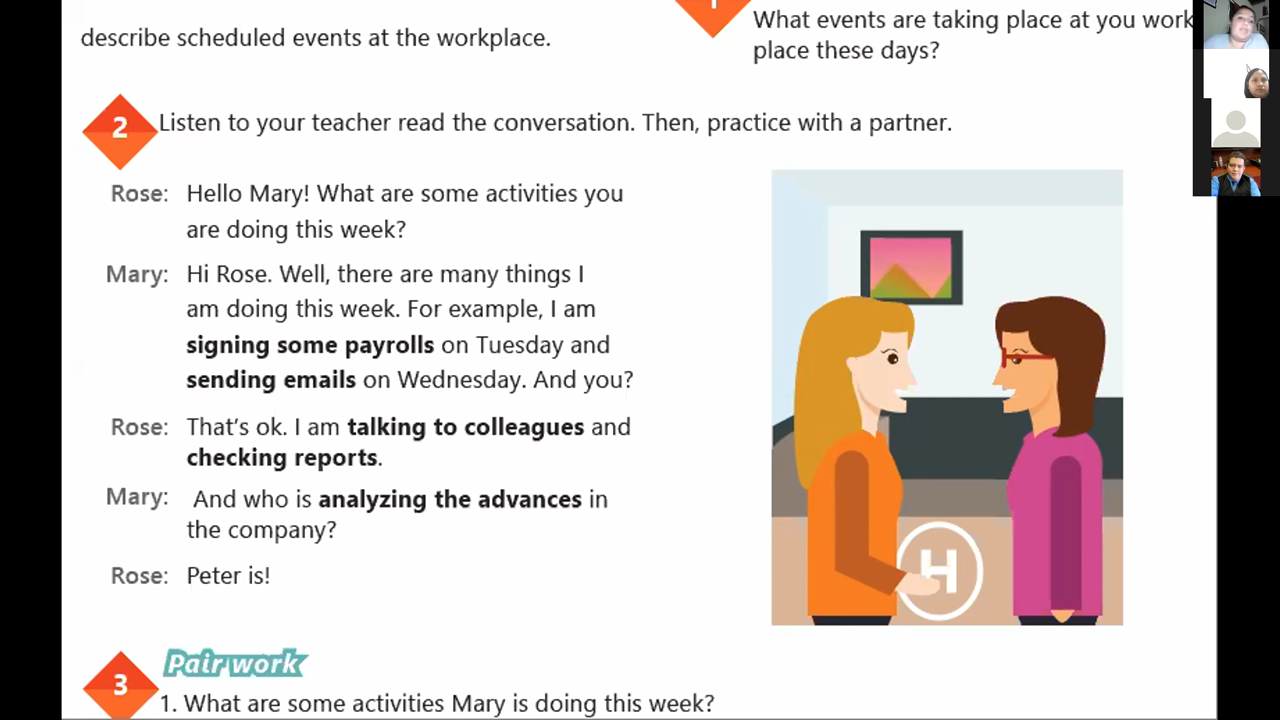 describe scheduled events at the workplace.
What events are taking place at you work
place these days?
2 Listen to your teacher read the conversation. Then, practice with a partner.
Rose: Hello Mary! What are some activities you
are doing this week?
Mary: Hi Rose. Well, there are many things I
am doing this week. For example, I am
signing some payrolls on Tuesday and
sending emails on Wednesday. And you?
Rose: That's ok. I am talking to colleagues and
checking reports.
Mary: And who is analyzing the advances in
the company?
Rose: Peter is!
H
Pair work
3 1. What are some activities Mary is doing this week?